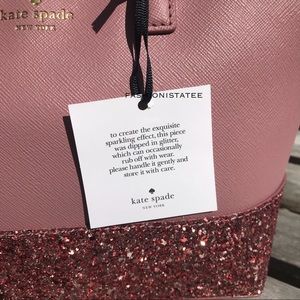 kate spade
NEW YORK
FASHIONISTATEE
to create the exquisite
sparkling effect, this piece
was dipped in glitter,
which can occasionally
rub off with wear.
please handle it gently and
store it with care.
kate spade
NEW YORK